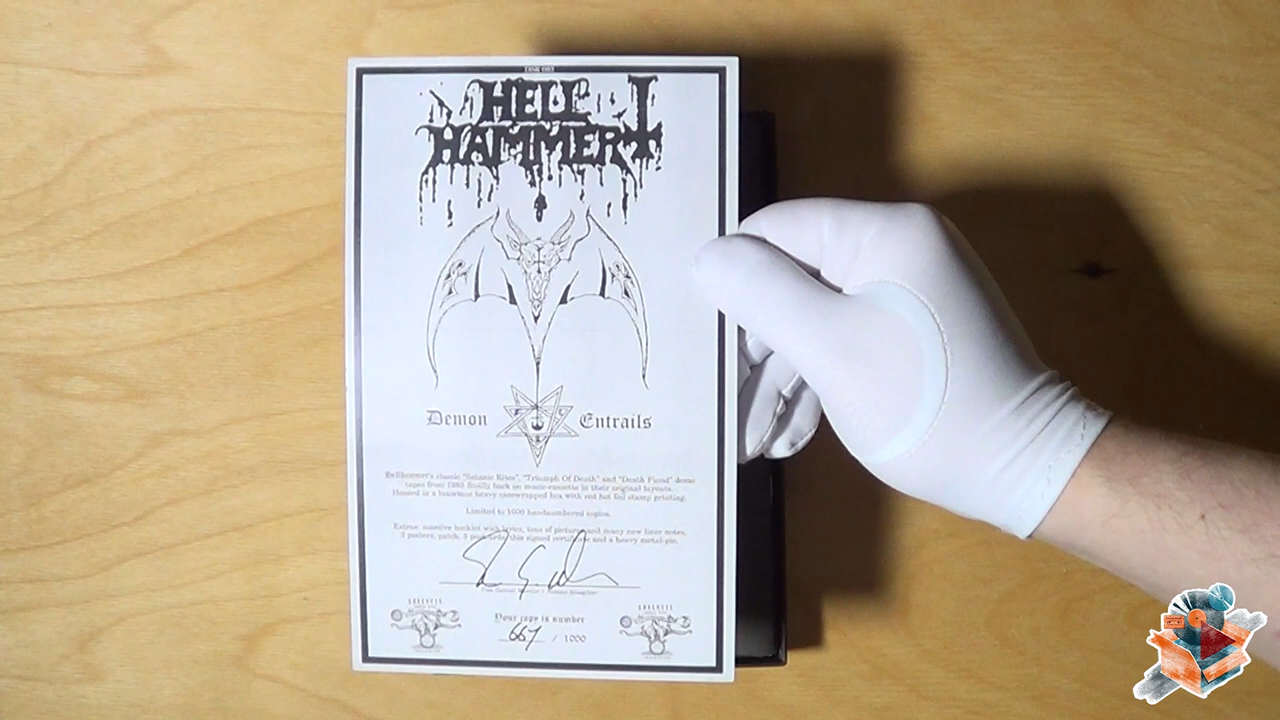 HELL
HAMMER
Demon Entrails
Hellhammer's classic "Satanic Rites", "Triumph Of Death" and "Death Fiend" demo
tapes from 1983 finally back on music-cassette in their original layouts.
Housed in a luxurious heavy casewrapped box with red hot foil stamp printing.
Limited to 1000 handnumbered copies.
Extras: massive booklet with lyrics, tons of pictures and many new liner notes,
3 posters, patch, 3 postcards, this signed certificate and a heavy metal-pin.
Your copy is number
667 / 1000